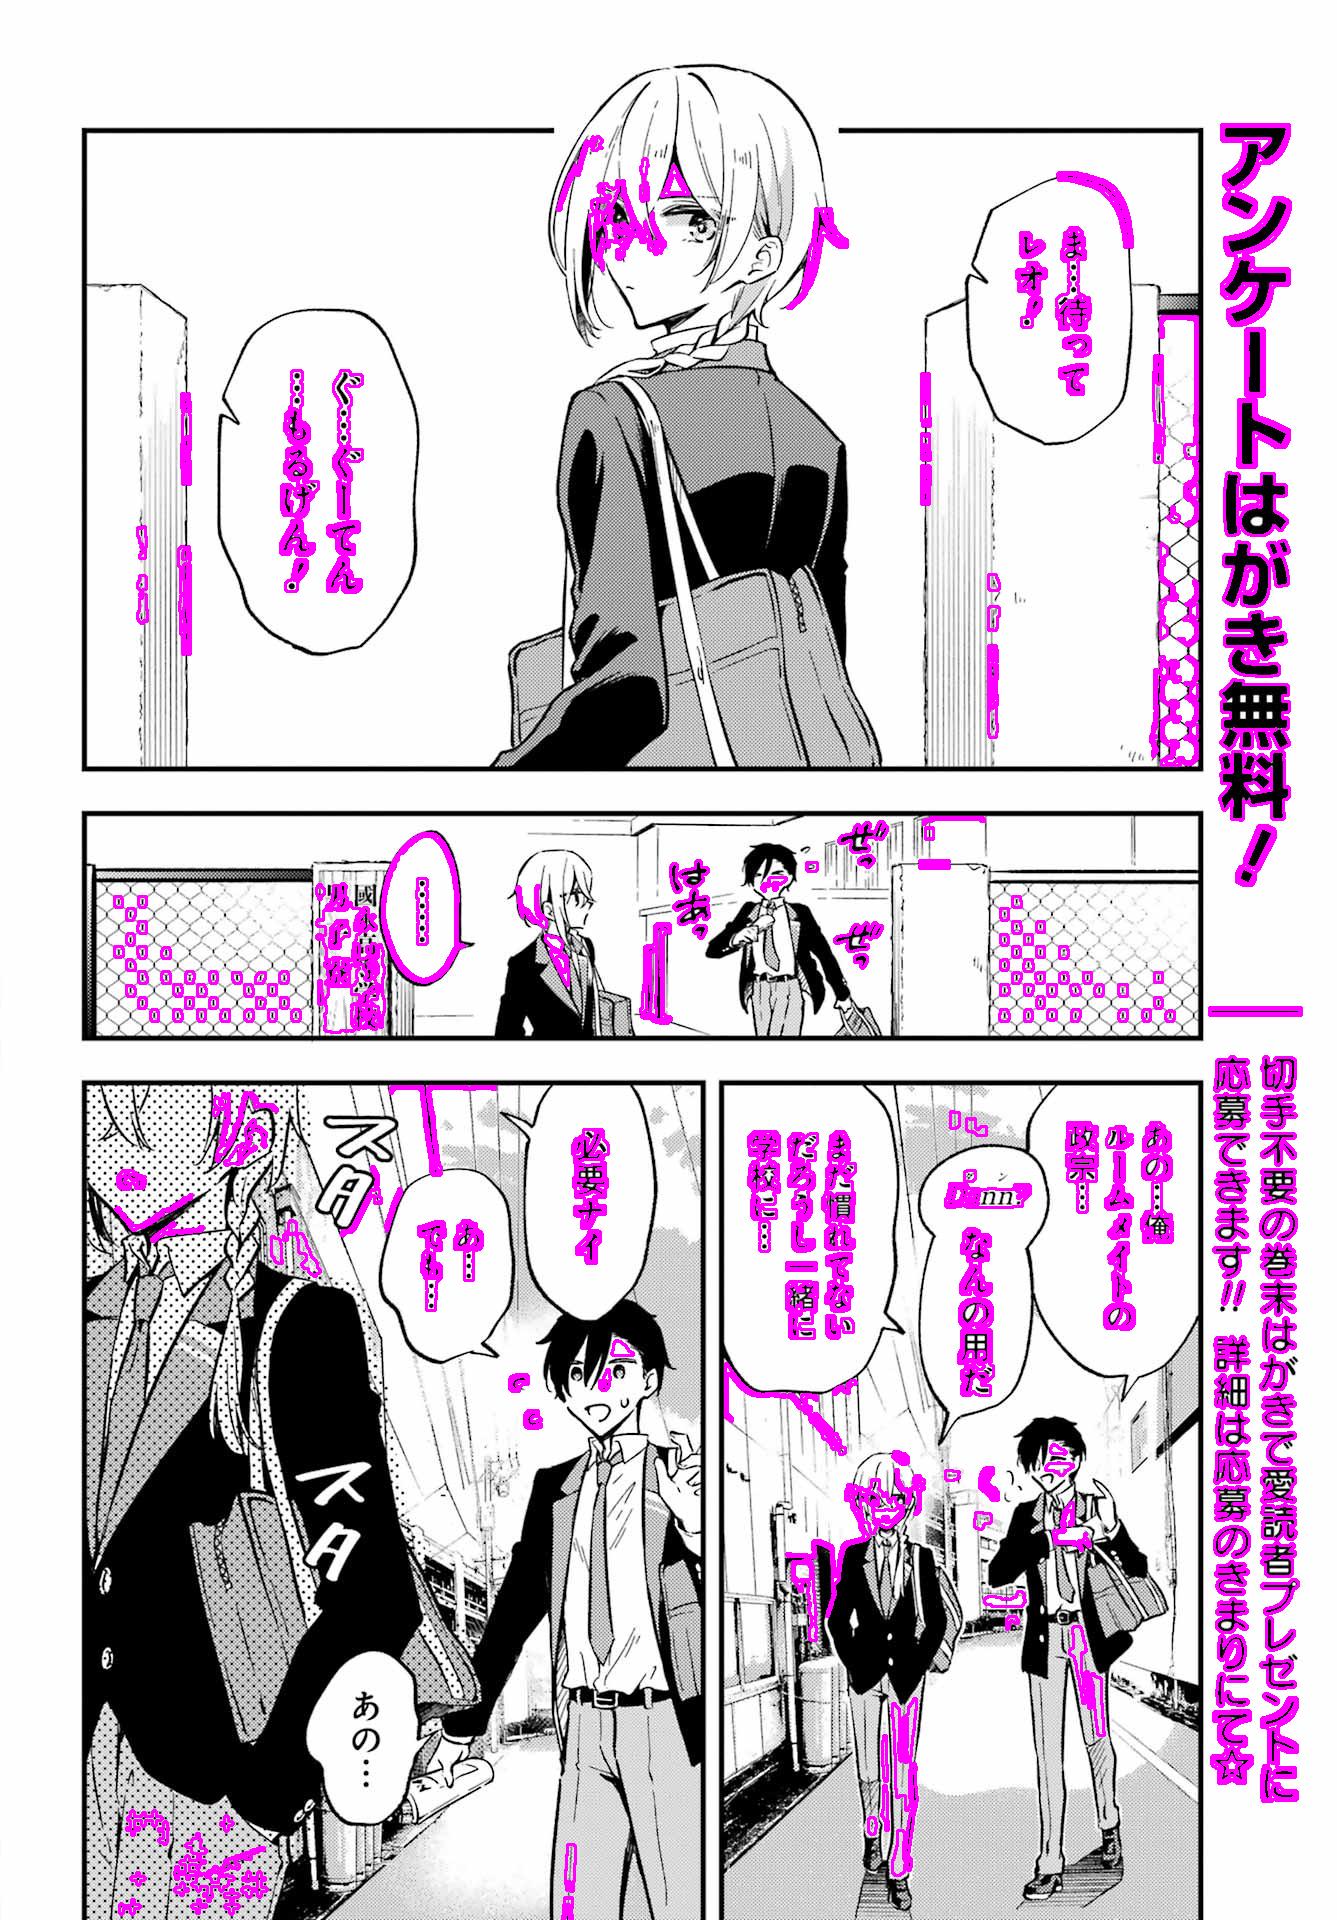 アンケートはがき無料！
切手不要の巻末はがきで愛読者プレゼントに
応募できます!! 詳細は応募のきまりにて☆
ま…待って
レオ！
ぐ…ぐーてん
…もるげん！
ぜっ
はぁっ
ぜっ
……
國
男子
あの…俺
ルームメイトの
政宗…
Dann?
なんの用だ
まだ慣れてない
だろうし一緒に
学校に…
必要ナイ
あ…
でも…
スタ
スタ
あの…